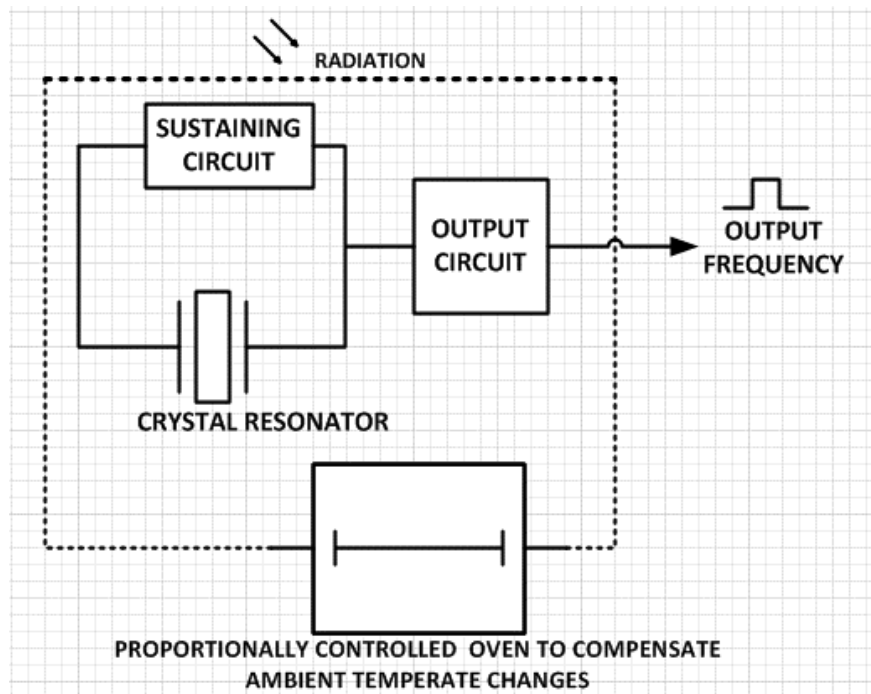 RADIATION
SUSTAINING
CIRCUIT
OUTPUT
CIRCUIT
OUTPUT
FREQUENCY
CRYSTAL RESONATOR
PROPORTIONALLY CONTROLLED OVEN TO COMPENSATE
AMBIENT TEMPERATE CHANGES